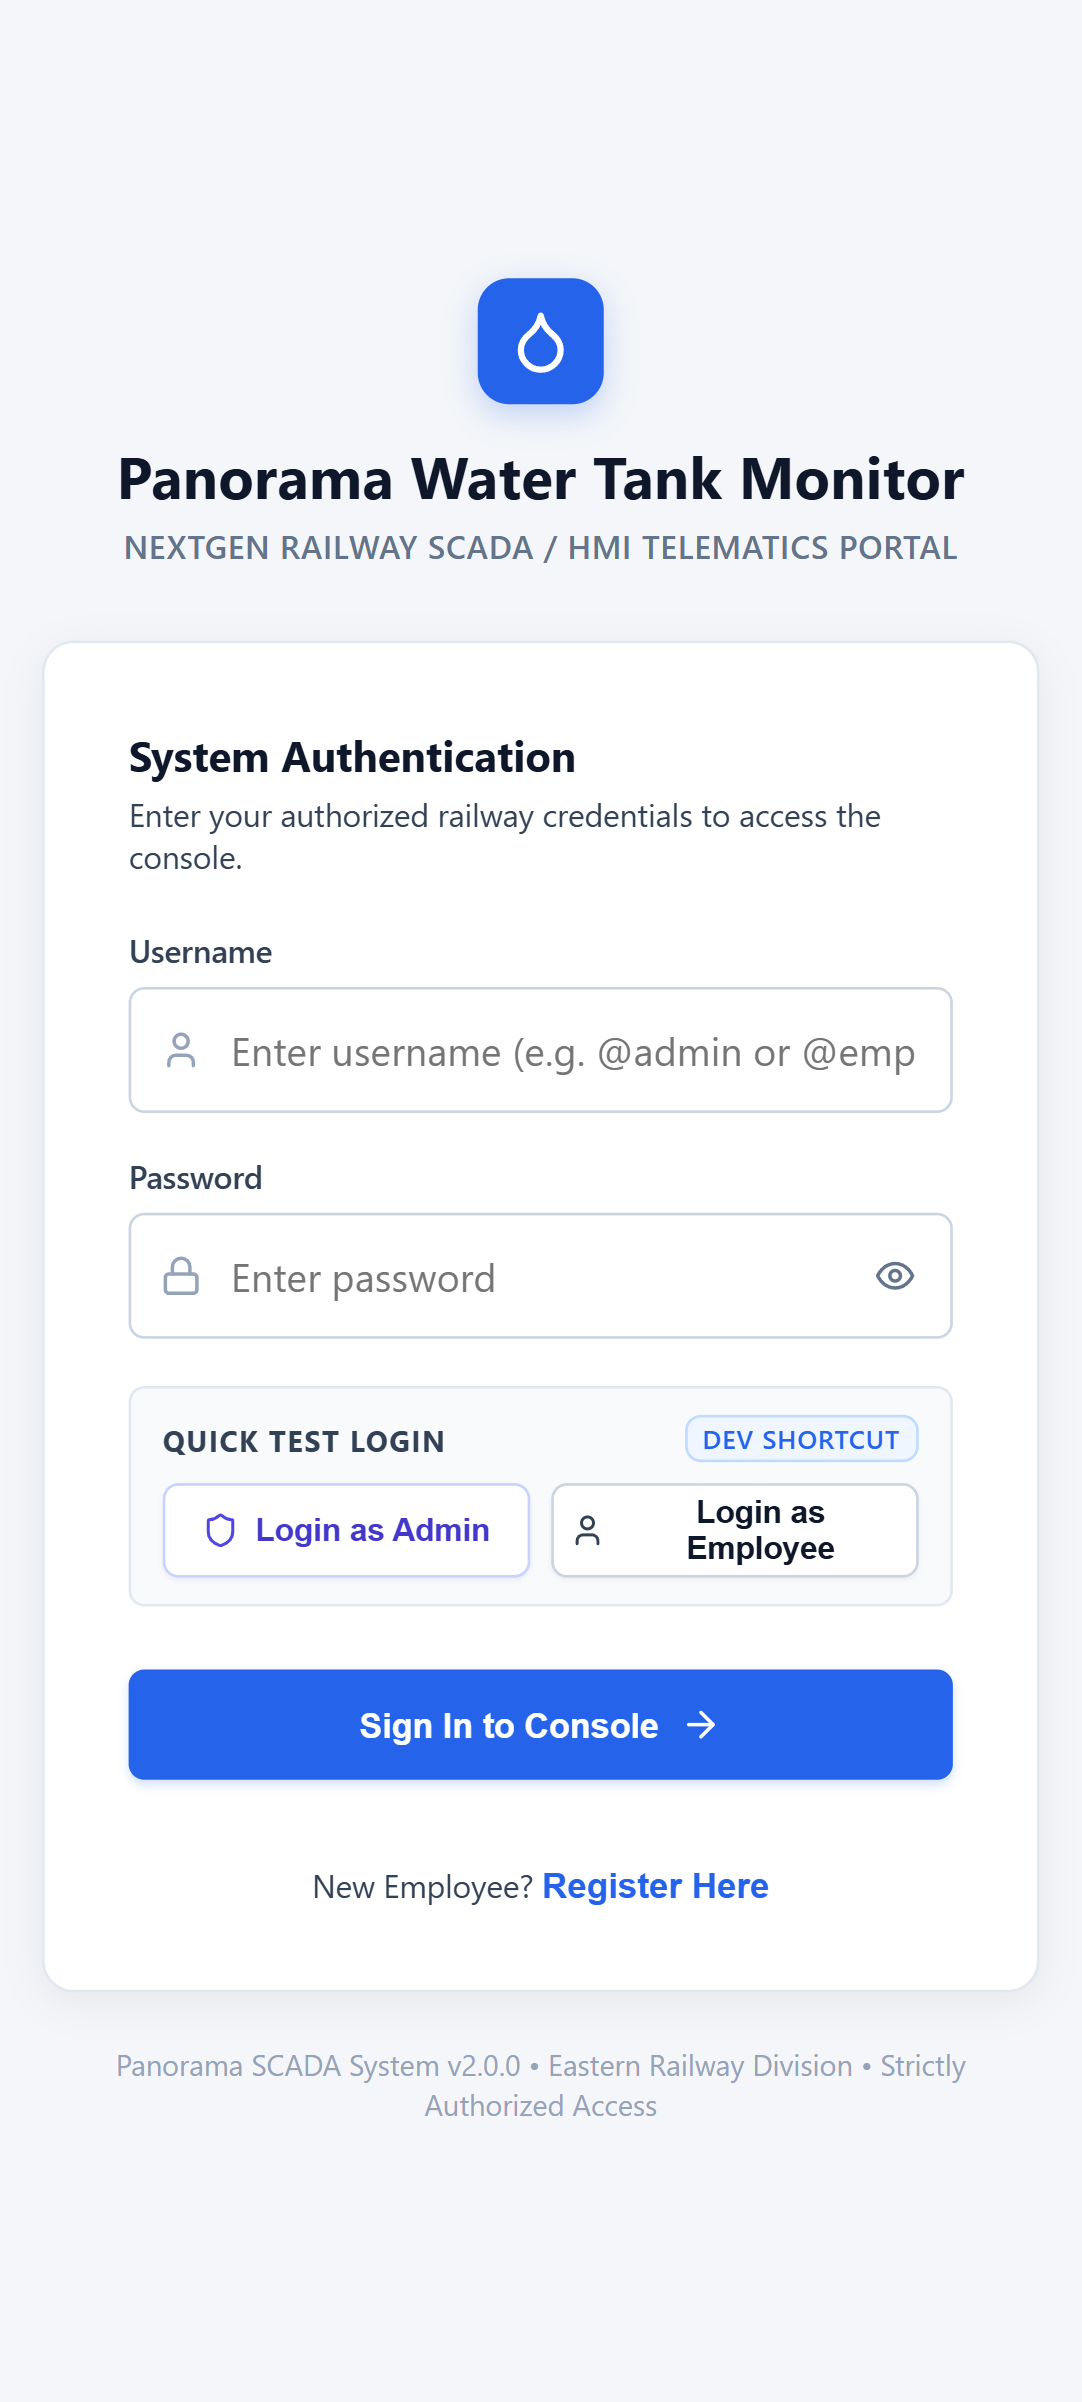 Panorama Water Tank Monitor
NEXTGEN RAILWAY SCADA / HMI TELEMATICS PORTAL
System Authentication
Enter your authorized railway credentials to access the
console.
Username
Enter username (e.g. @admin or @emp
Password
Enter password
QUICK TEST LOGIN
DEV SHORTCUT
Login as Admin
Login as
Employee
Sign In to Console
New Employee? Register Here
Panorama SCADA System v2.0.0 • Eastern Railway Division • Strictly
Authorized Access